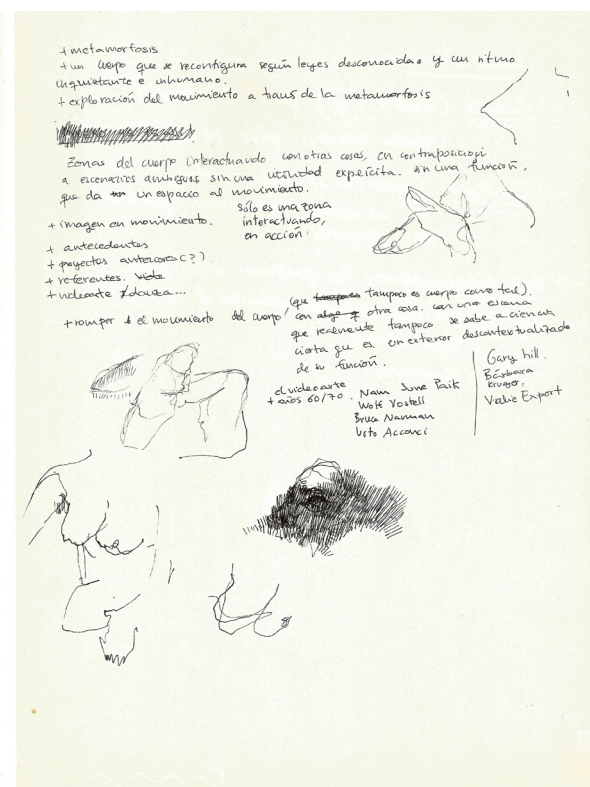 + metamorfosis
+ un cuerpo que se reconfigura según leyes desconocidas y un ritmo
inquietante e inhumano.
+ exploración del movimiento a través de la metamorfosis
Zonas del cuerpo interactuando con otras cosas, en contraposición
a escenarios ambiguos sin una utilidad explícita. sin una función,
que da un espacio al movimiento.
sólo es una zona
interactuando,
en acción.
+ imagen en movimiento.
+ antecedentes
+ proyectos anteriores (?)
+ referentes.
+ videoarte / danza...
+ romper el movimiento del cuerpo
(que tampoco es cuerpo como tal).
con otra cosa. con una escena
que realmente tampoco se sabe a ciencia
cierta que es. un exterior descontextualizado
de su función.
el videoarte
+ años 60/70.
Nam June Paik
Wolf Vostell
Bruce Nauman
Vito Acconci
Gary hill.
Bárbara
Kruger,
Valie Export